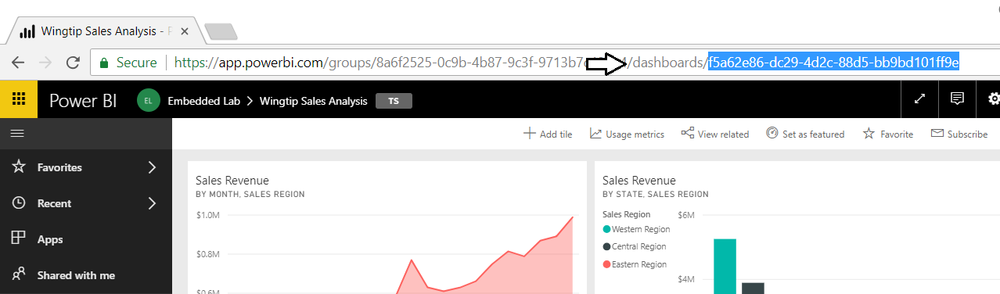 Wingtip Sales Analysis -
Secure https://app.powerbi.com/groups/8a6f2525-0c9b-4b87-9c3f-9713b7 /dashboards/f5a62e86-dc29-4d2c-88d5-bb9bd101ff9e
Power BI EL Embedded Lab > Wingtip Sales Analysis TS
Add tile Usage metrics View related Set as featured Favorite Subscribe
Favorites
Recent
Apps
Shared with me
Sales Revenue
BY MONTH, SALES REGION
$1.0M
$0.8M
$0.6M
Sales Revenue
BY STATE, SALES REGION
Sales Region
Western Region
Central Region
Eastern Region
$6M
$4M